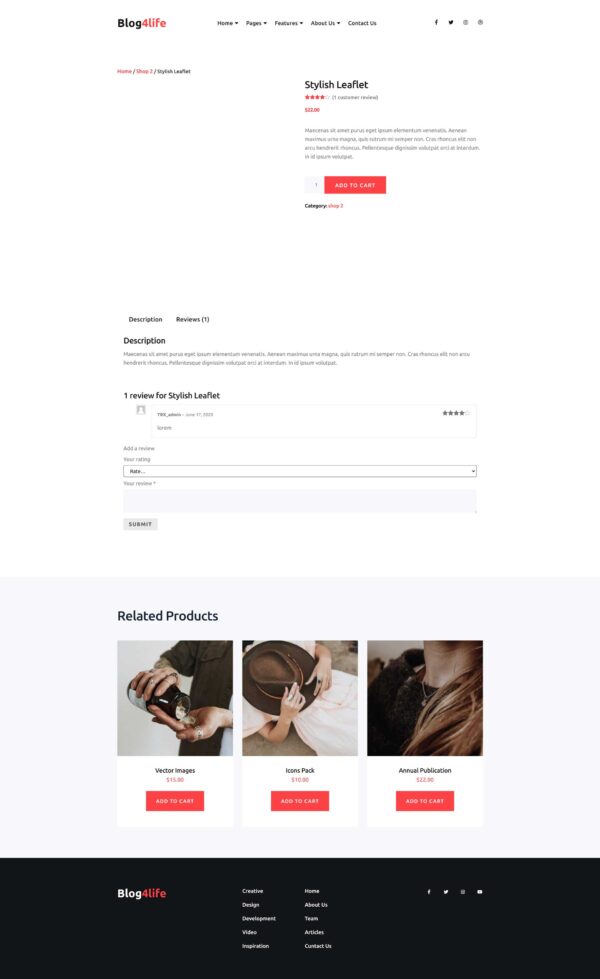 Blog4life
Home Pages Features About Us Contact Us
Home / Shop 2 / Stylish Leaflet
Stylish Leaflet
(1 customer review)
$22.00
Maecenas sit amet purus eget ipsum elementum venenatis. Aenean
maximus urna magna, quis rutrum mi semper non. Cras rhoncus elit non
arcu hendrerit rhoncus. Pellentesque dignissim volutpat orci at interdum.
In id ipsum volutpat.
1 ADD TO CART
Category: shop 2
Description Reviews (1)
Description
Maecenas sit amet purus eget ipsum elementum venenatis. Aenean maximus urna magna, quis rutrum mi semper non. Cras rhoncus elit non arcu
hendrerit rhoncus. Pellentesque dignissim volutpat orci at interdum. In id ipsum volutpat.
1 review for Stylish Leaflet
TRX_admin – June 17, 2020
lorem
Add a review
Your rating
Rate...
Your review *
SUBMIT
Related Products
Vector Images
$15.00
ADD TO CART
Icons Pack
$10.00
ADD TO CART
Annual Publication
$22.00
ADD TO CART
Blog4life
Creative
Design
Development
Video
Inspiration
Home
About Us
Team
Articles
Contact Us